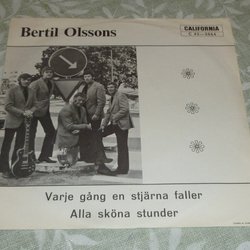 Bertil Olssons
CALIFORNIA
Varje gång en stjärna faller
Alla sköna stunder